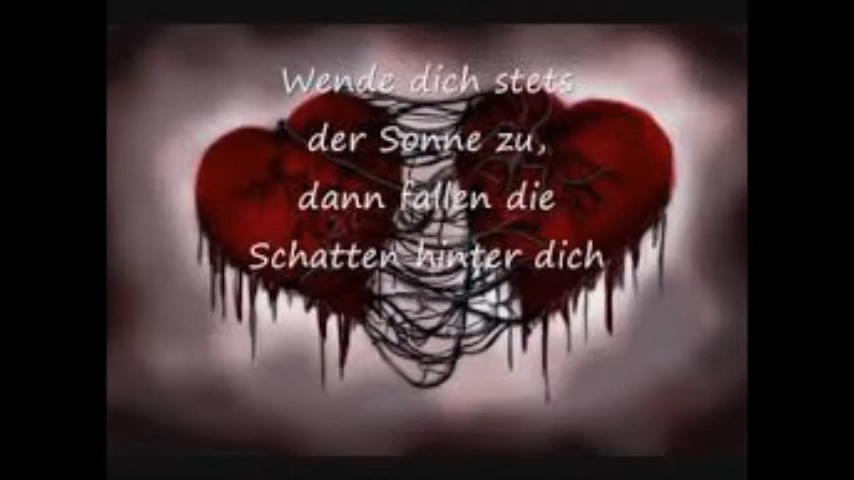 Wende dich stets
der Sonne zu,
dann fallen die
Schatten hinter dich